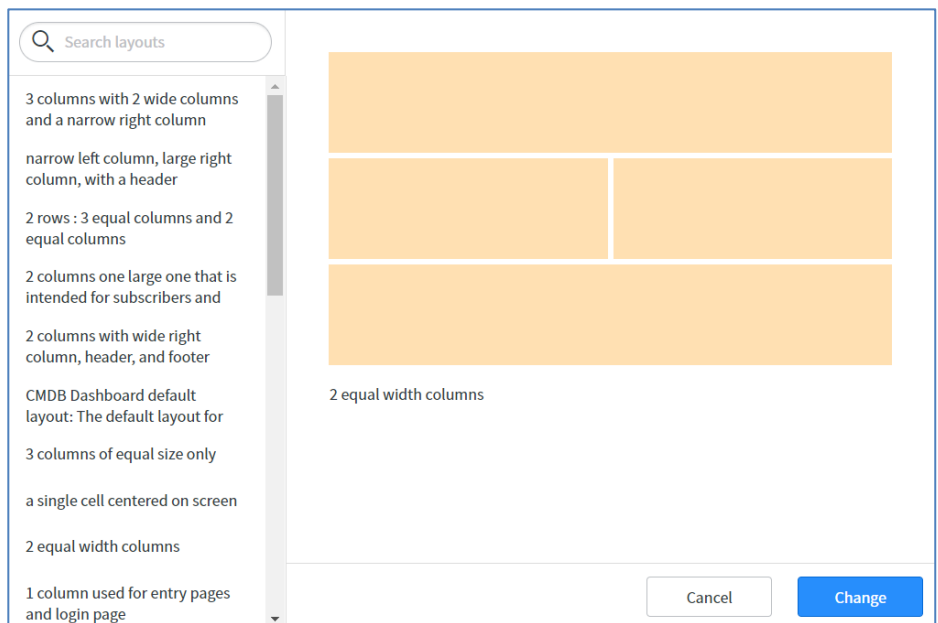 Search layouts
3 columns with 2 wide columns
and a narrow right column
narrow left column, large right
column, with a header
2 rows : 3 equal columns and 2
equal columns
2 columns one large one that is
intended for subscribers and
2 columns with wide right
column, header, and footer
CMDB Dashboard default
layout: The default layout for
3 columns of equal size only
a single cell centered on screen
2 equal width columns
1 column used for entry pages
and login page
2 equal width columns
Cancel
Change